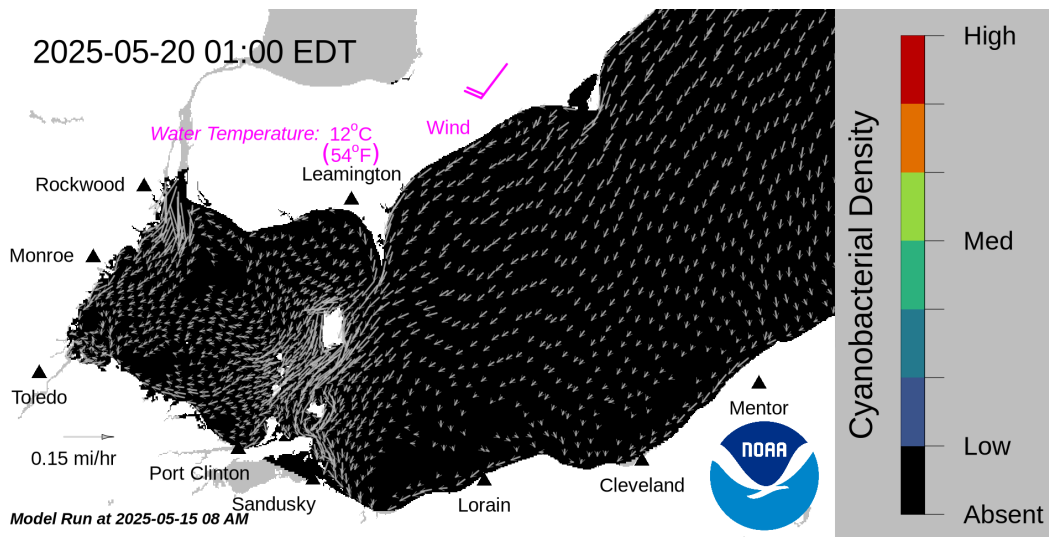 2025-05-20 01:00 EDT
Wind
Water Temperature: 12°C
(54°F)
Leamington
Rockwood
Monroe
Toledo
0.15 mi/hr
Port Clinton
Sandusky
Lorain
Cleveland
Mentor
NOAA
Model Run at 2025-05-15 08 AM
Cyanobacterial Density
High
Med
Low
Absent